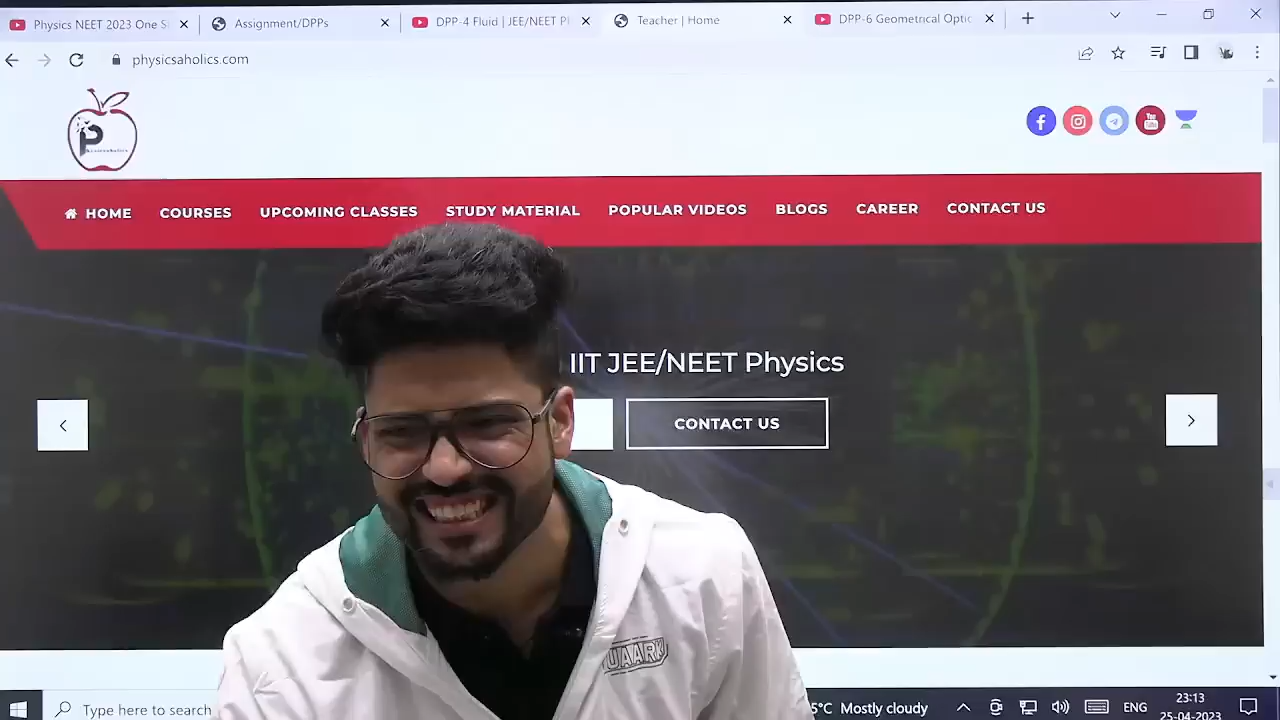 Physics NEET 2023 One S
Assignment/DPPs
DPP-4 Fluid | JEE/NEET P
Teacher | Home
DPP-6 Geometrical Optic
physicsaholics.com
P
HOME
COURSES
UPCOMING CLASSES
STUDY MATERIAL
POPULAR VIDEOS
BLOGS
CAREER
CONTACT US
IIT JEE/NEET Physics
CONTACT US
UAARK
Type here to search
5°C Mostly cloudy
ENG
23:13
25-04-2023